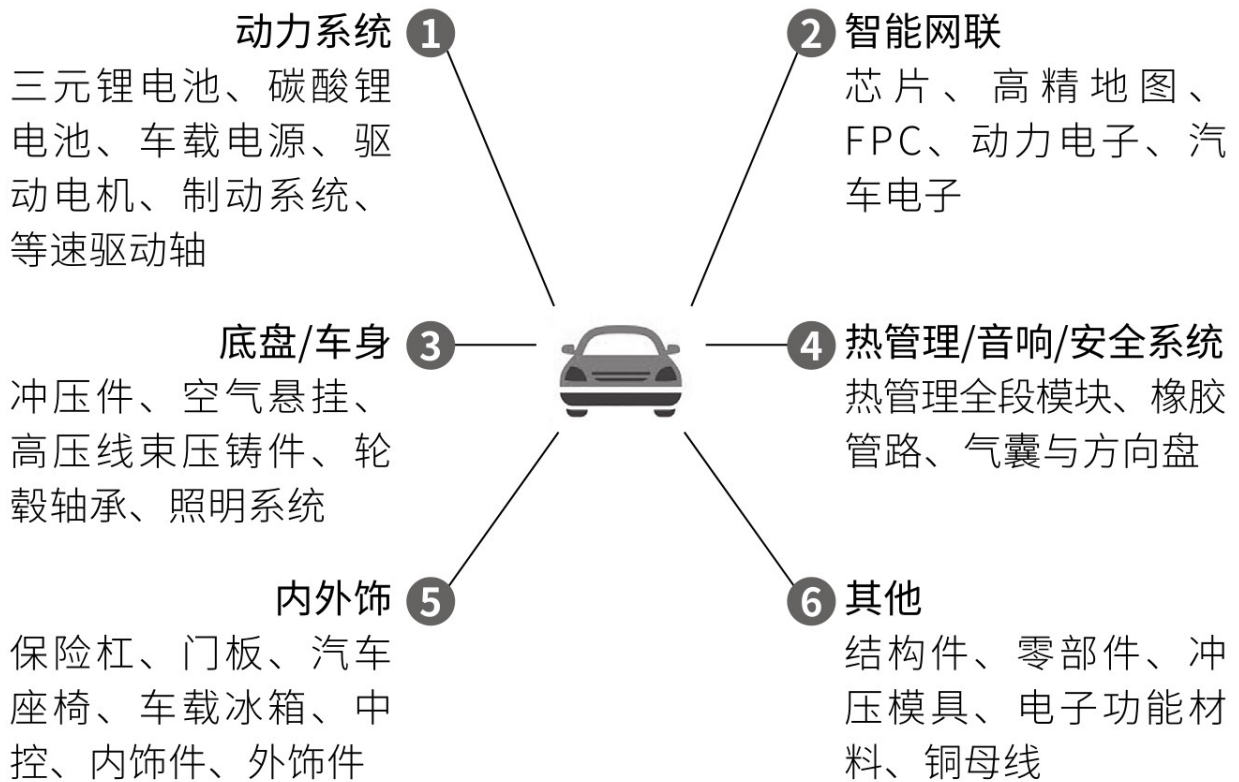 动力系统 1
三元锂电池、碳酸锂
电池、车载电源、驱
动电机、制动系统、
等速驱动轴
2 智能网联
芯片、高精地图、
FPC、动力电子、汽
车电子
底盘/车身 3
冲压件、空气悬挂、
高压线束压铸件、轮
毂轴承、照明系统
4 热管理/音响/安全系统
热管理全段模块、橡胶
管路、气囊与方向盘
内外饰 5
保险杠、门板、汽车
座椅、车载冰箱、中
控、内饰件、外饰件
6 其他
结构件、零部件、冲
压模具、电子功能材
料、铜母线